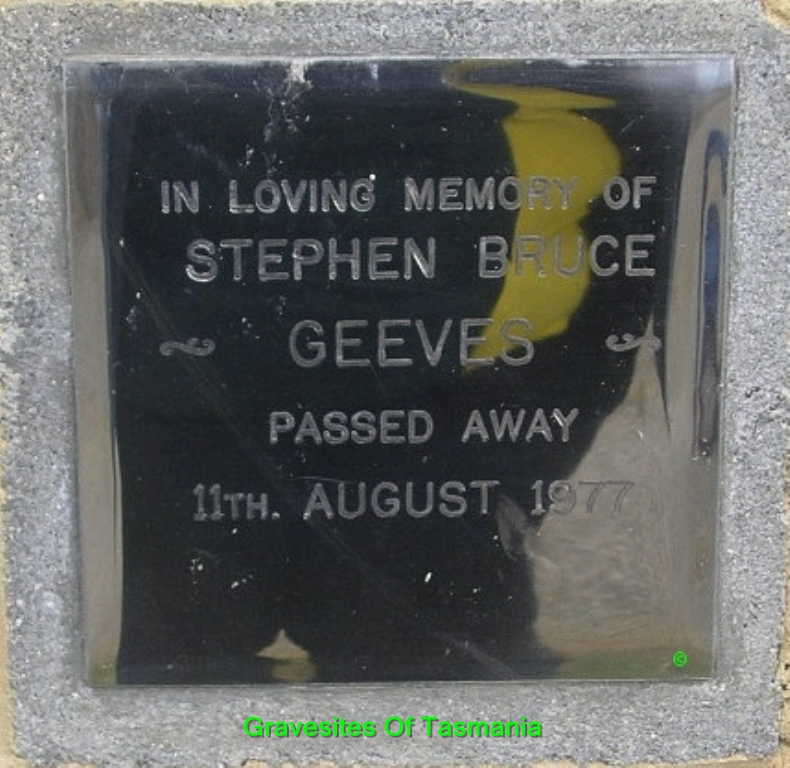 IN LOVING MEMORY OF
STEPHEN BRUCE
GEEVES
PASSED AWAY
11TH. AUGUST 1977
©
Gravesites Of Tasmania